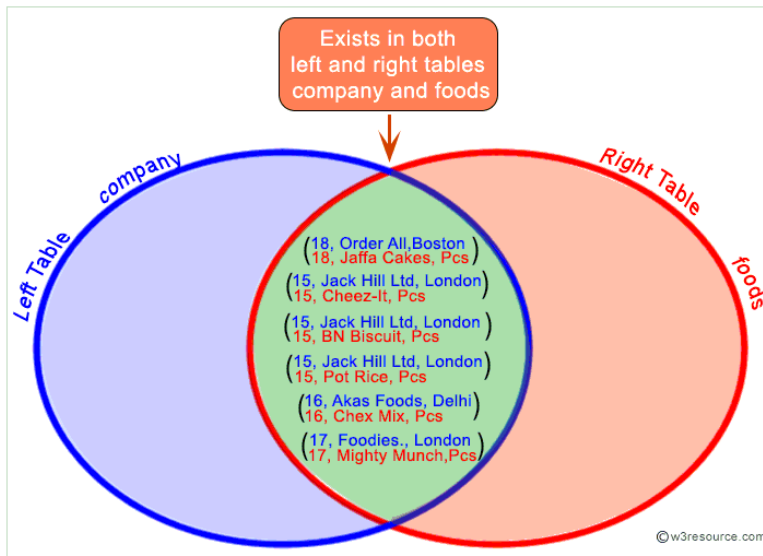 Exists in both
left and right tables
company and foods
Left Table
company
Right Table
foods
(18, Order All,Boston
18, Jaffa Cakes, Pcs)
(15, Jack Hill Ltd, London
15, Cheez-It, Pcs)
(15, Jack Hill Ltd, London
15, BN Biscuit, Pcs)
(15, Jack Hill Ltd, London
15, Pot Rice, Pcs)
(16, Akas Foods, Delhi
16, Chex Mix, Pcs)
(17, Foodies., London
17, Mighty Munch,Pcs)
©w3resource.com